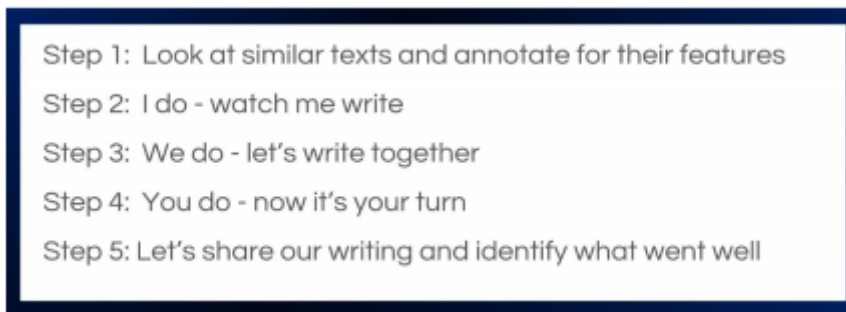 Step 1: Look at similar texts and annotate for their features
Step 2: I do - watch me write
Step 3: We do - let's write together
Step 4: You do - now it's your turn
Step 5: Let's share our writing and identify what went well